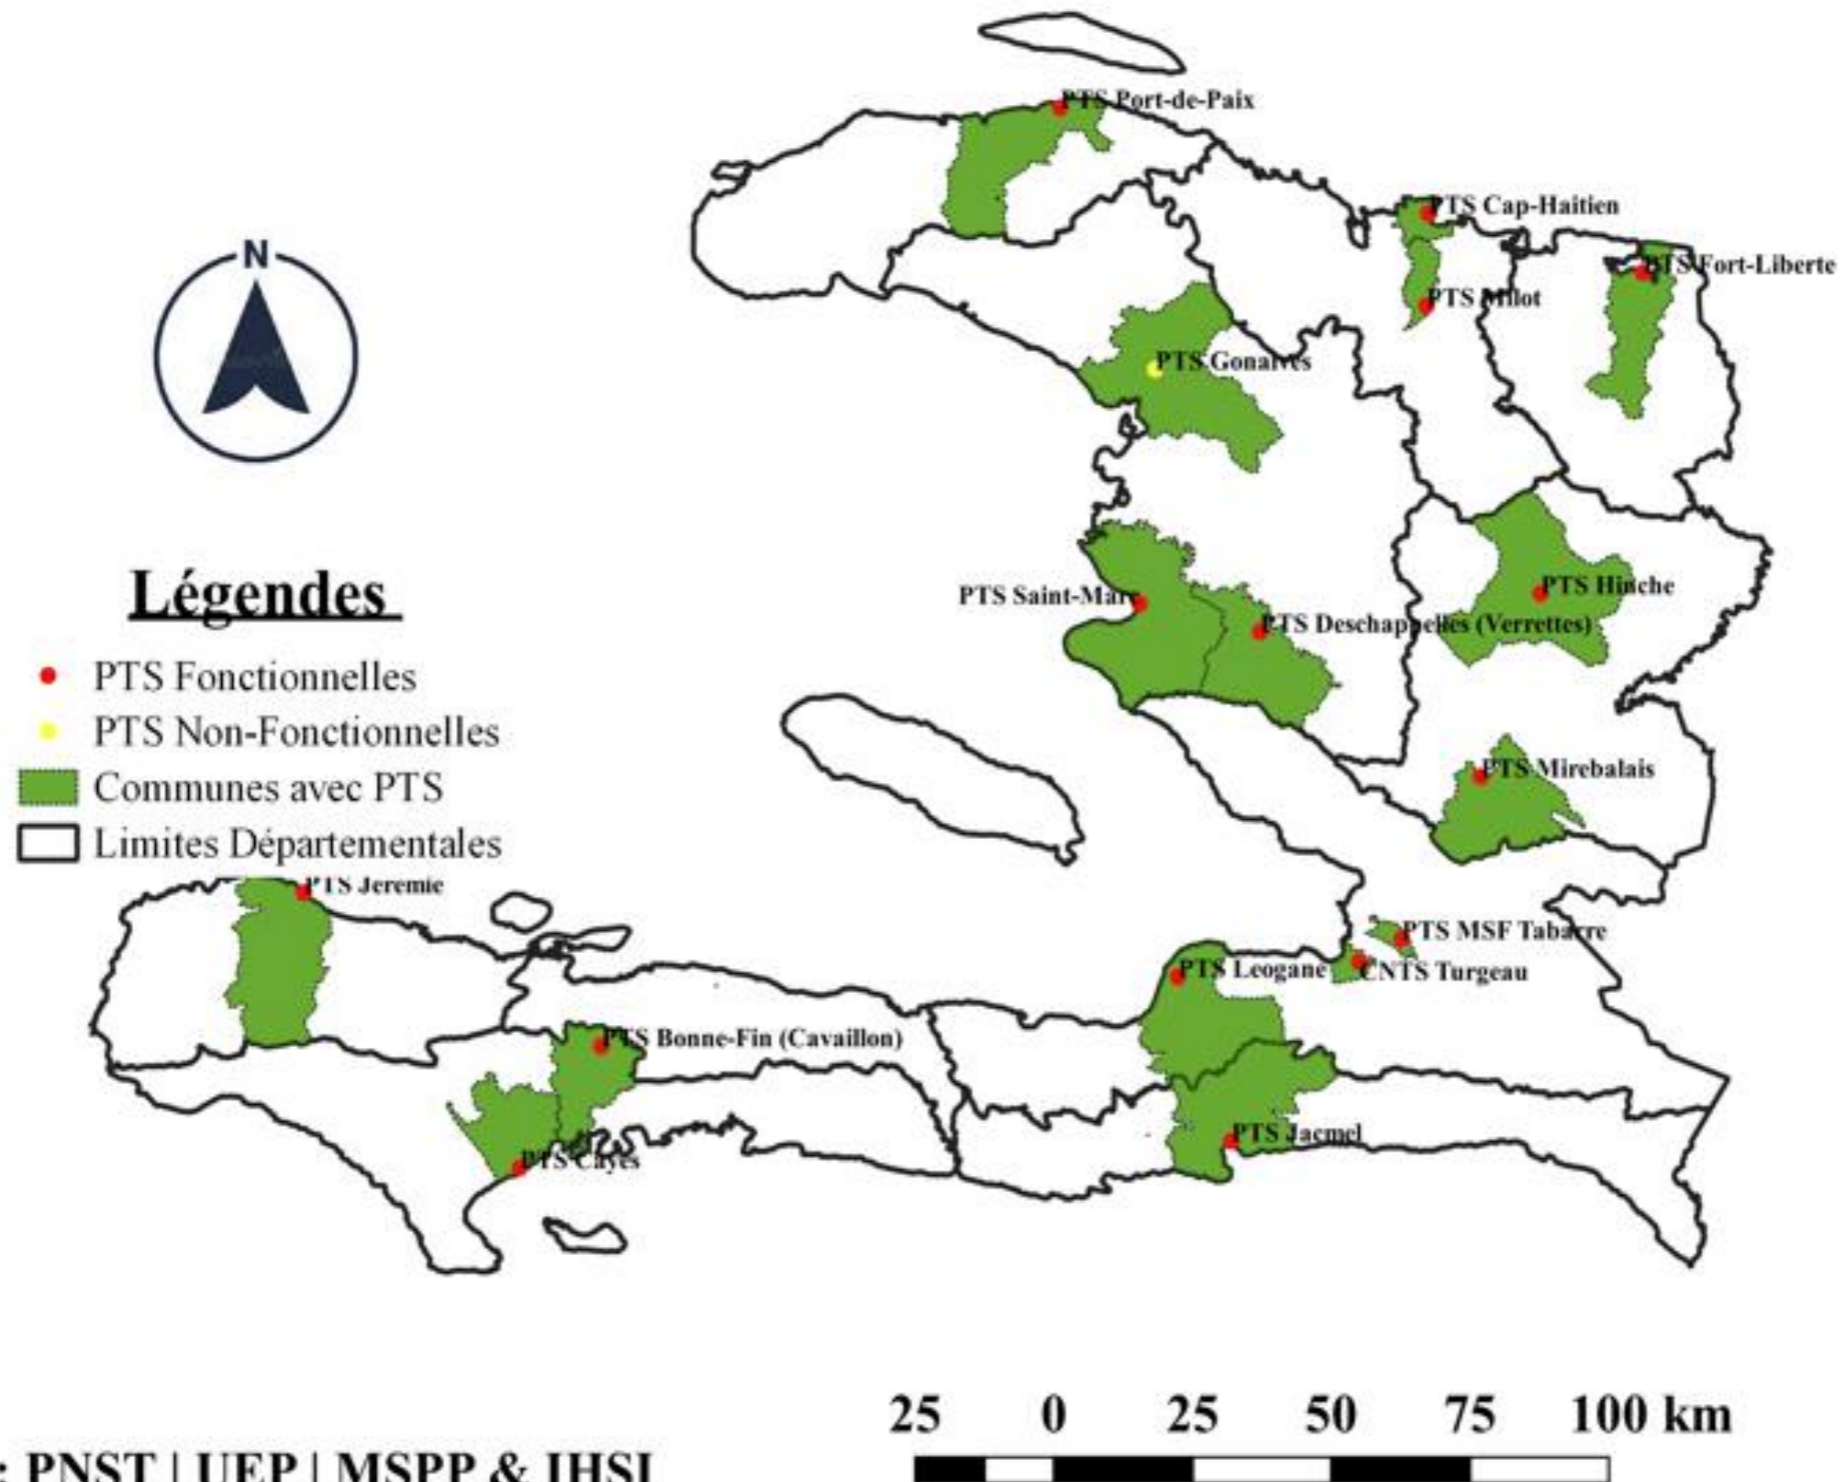 PTS Port-de-Paix
PTS Cap-Haitien
N
PTS Fort-Liberte
PTS Milot
PTS Gonaives
Légendes
PTS Saint-Marc
PTS Hinche
PTS Deschappelles (Verrettes)
PTS Fonctionnelles
PTS Non-Fonctionnelles
PTS Mirebalais
Communes avec PTS
Limites Départementales
PTS Jeremie
PTS MSF Tabarre
PTS Leogane
CNTS Turgeau
PTS Bonne-Fin (Cavaillon)
PTS Jacmel
PTS Cayes
25 0 25 50 75 100 km
: PNST | UEP | MSPP & IHSI